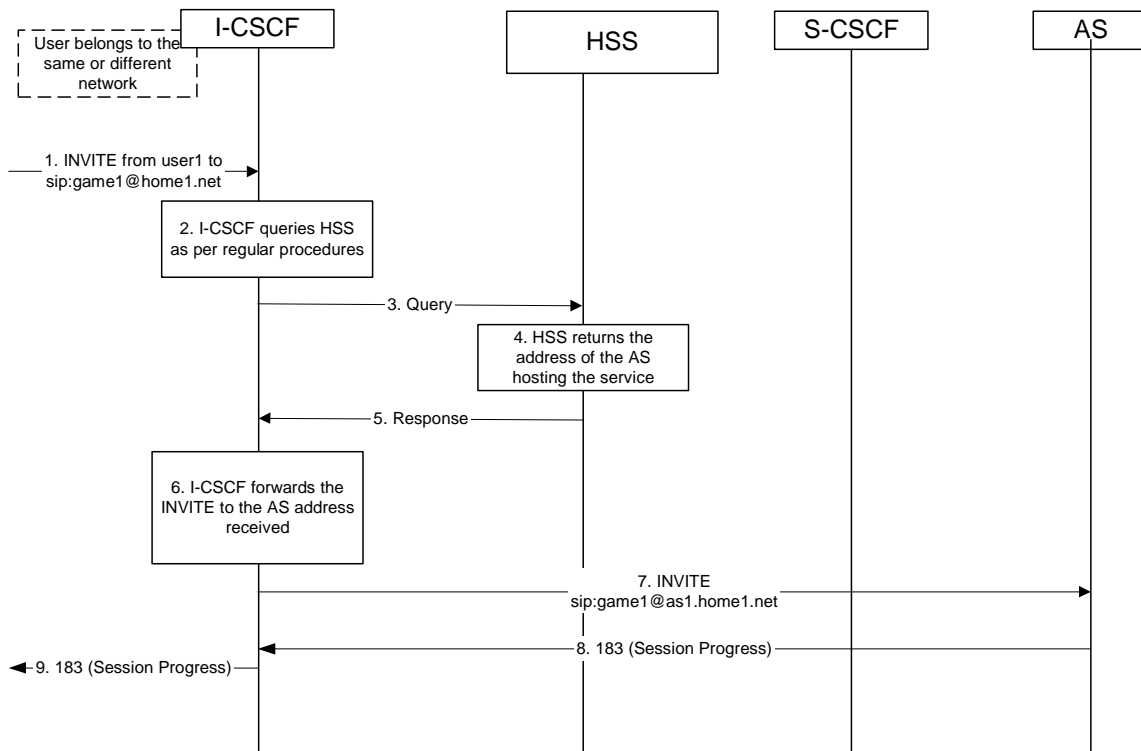 I-CSCF
HSS
S-CSCF
AS
User belongs to the
same or different
network
1. INVITE from user1 to
sip:game1@home1.net
2. I-CSCF queries HSS
as per regular procedures
3. Query
4. HSS returns the
address of the AS
hosting the service
5. Response
6. I-CSCF forwards the
INVITE to the AS address
received
7. INVITE
sip:game1@as1.home1.net
8. 183 (Session Progress)
9. 183 (Session Progress)